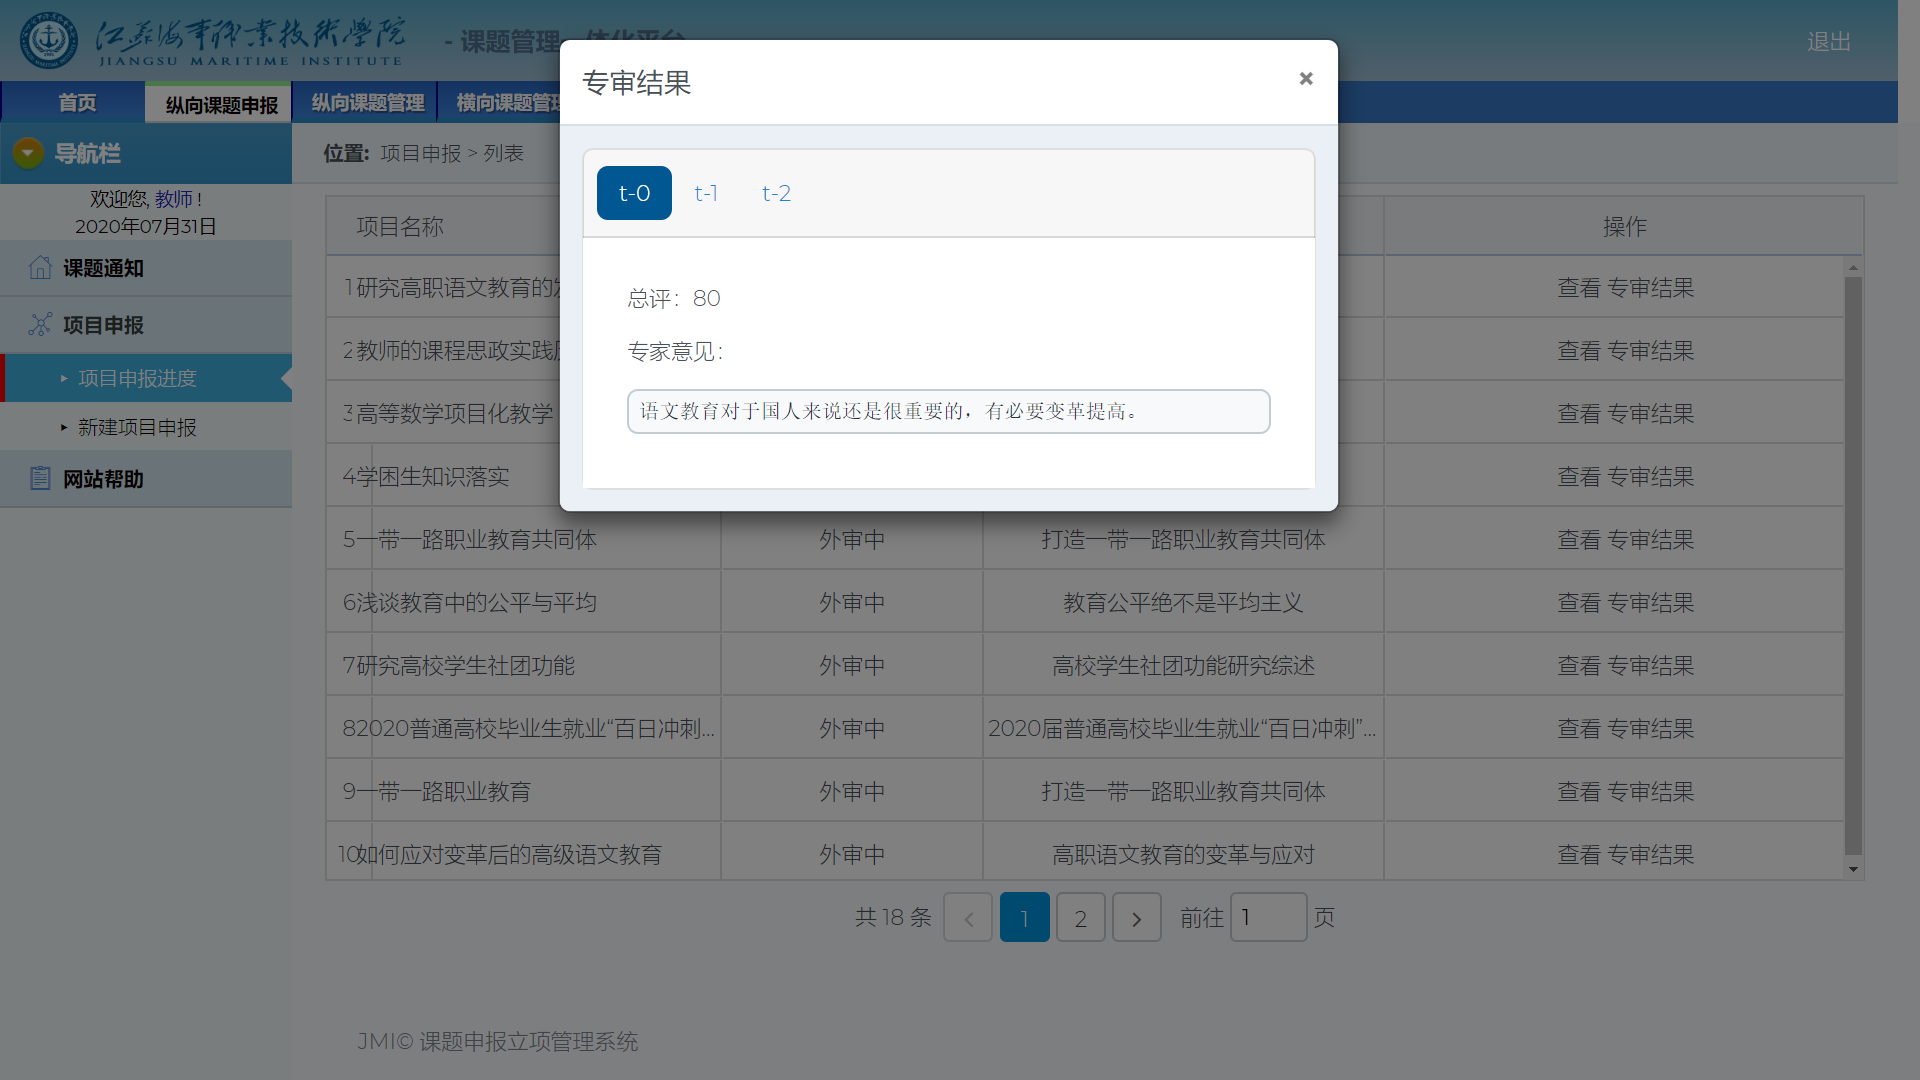 江苏海事职业技术学院
JIANGSU MARITIME INSTITUTE
- 课题管理一体化平台
退出
首页 纵向课题申报 纵向课题管理 横向课题管理
导航栏
欢迎您, 教师 !
2020年07月31日
课题通知
项目申报
项目申报进度
新建项目申报
网站帮助
位置: 项目申报 > 列表
专审结果 ×
t-0 t-1 t-2
总评: 80
专家意见:
语文教育对于国人来说还是很重要的，有必要变革提高。
项目名称 操作
1 研究高职语文教育的 查看 专审结果
2 教师的课程思政实践 查看 专审结果
3 高等数学项目化教学 查看 专审结果
4 学困生知识落实 查看 专审结果
5 一带一路职业教育共同体 外审中 打造一带一路职业教育共同体 查看 专审结果
6 浅谈教育中的公平与平均 外审中 教育公平绝不是平均主义 查看 专审结果
7 研究高校学生社团功能 外审中 高校学生社团功能研究综述 查看 专审结果
8 2020普通高校毕业生就业“百日冲刺... 外审中 2020届普通高校毕业生就业“百日冲刺”... 查看 专审结果
9 一带一路职业教育 外审中 打造一带一路职业教育共同体 查看 专审结果
10 如何应对变革后的高级语文教育 外审中 高职语文教育的变革与应对 查看 专审结果
共 18 条 1 2 前往 1 页
JMI© 课题申报立项管理系统